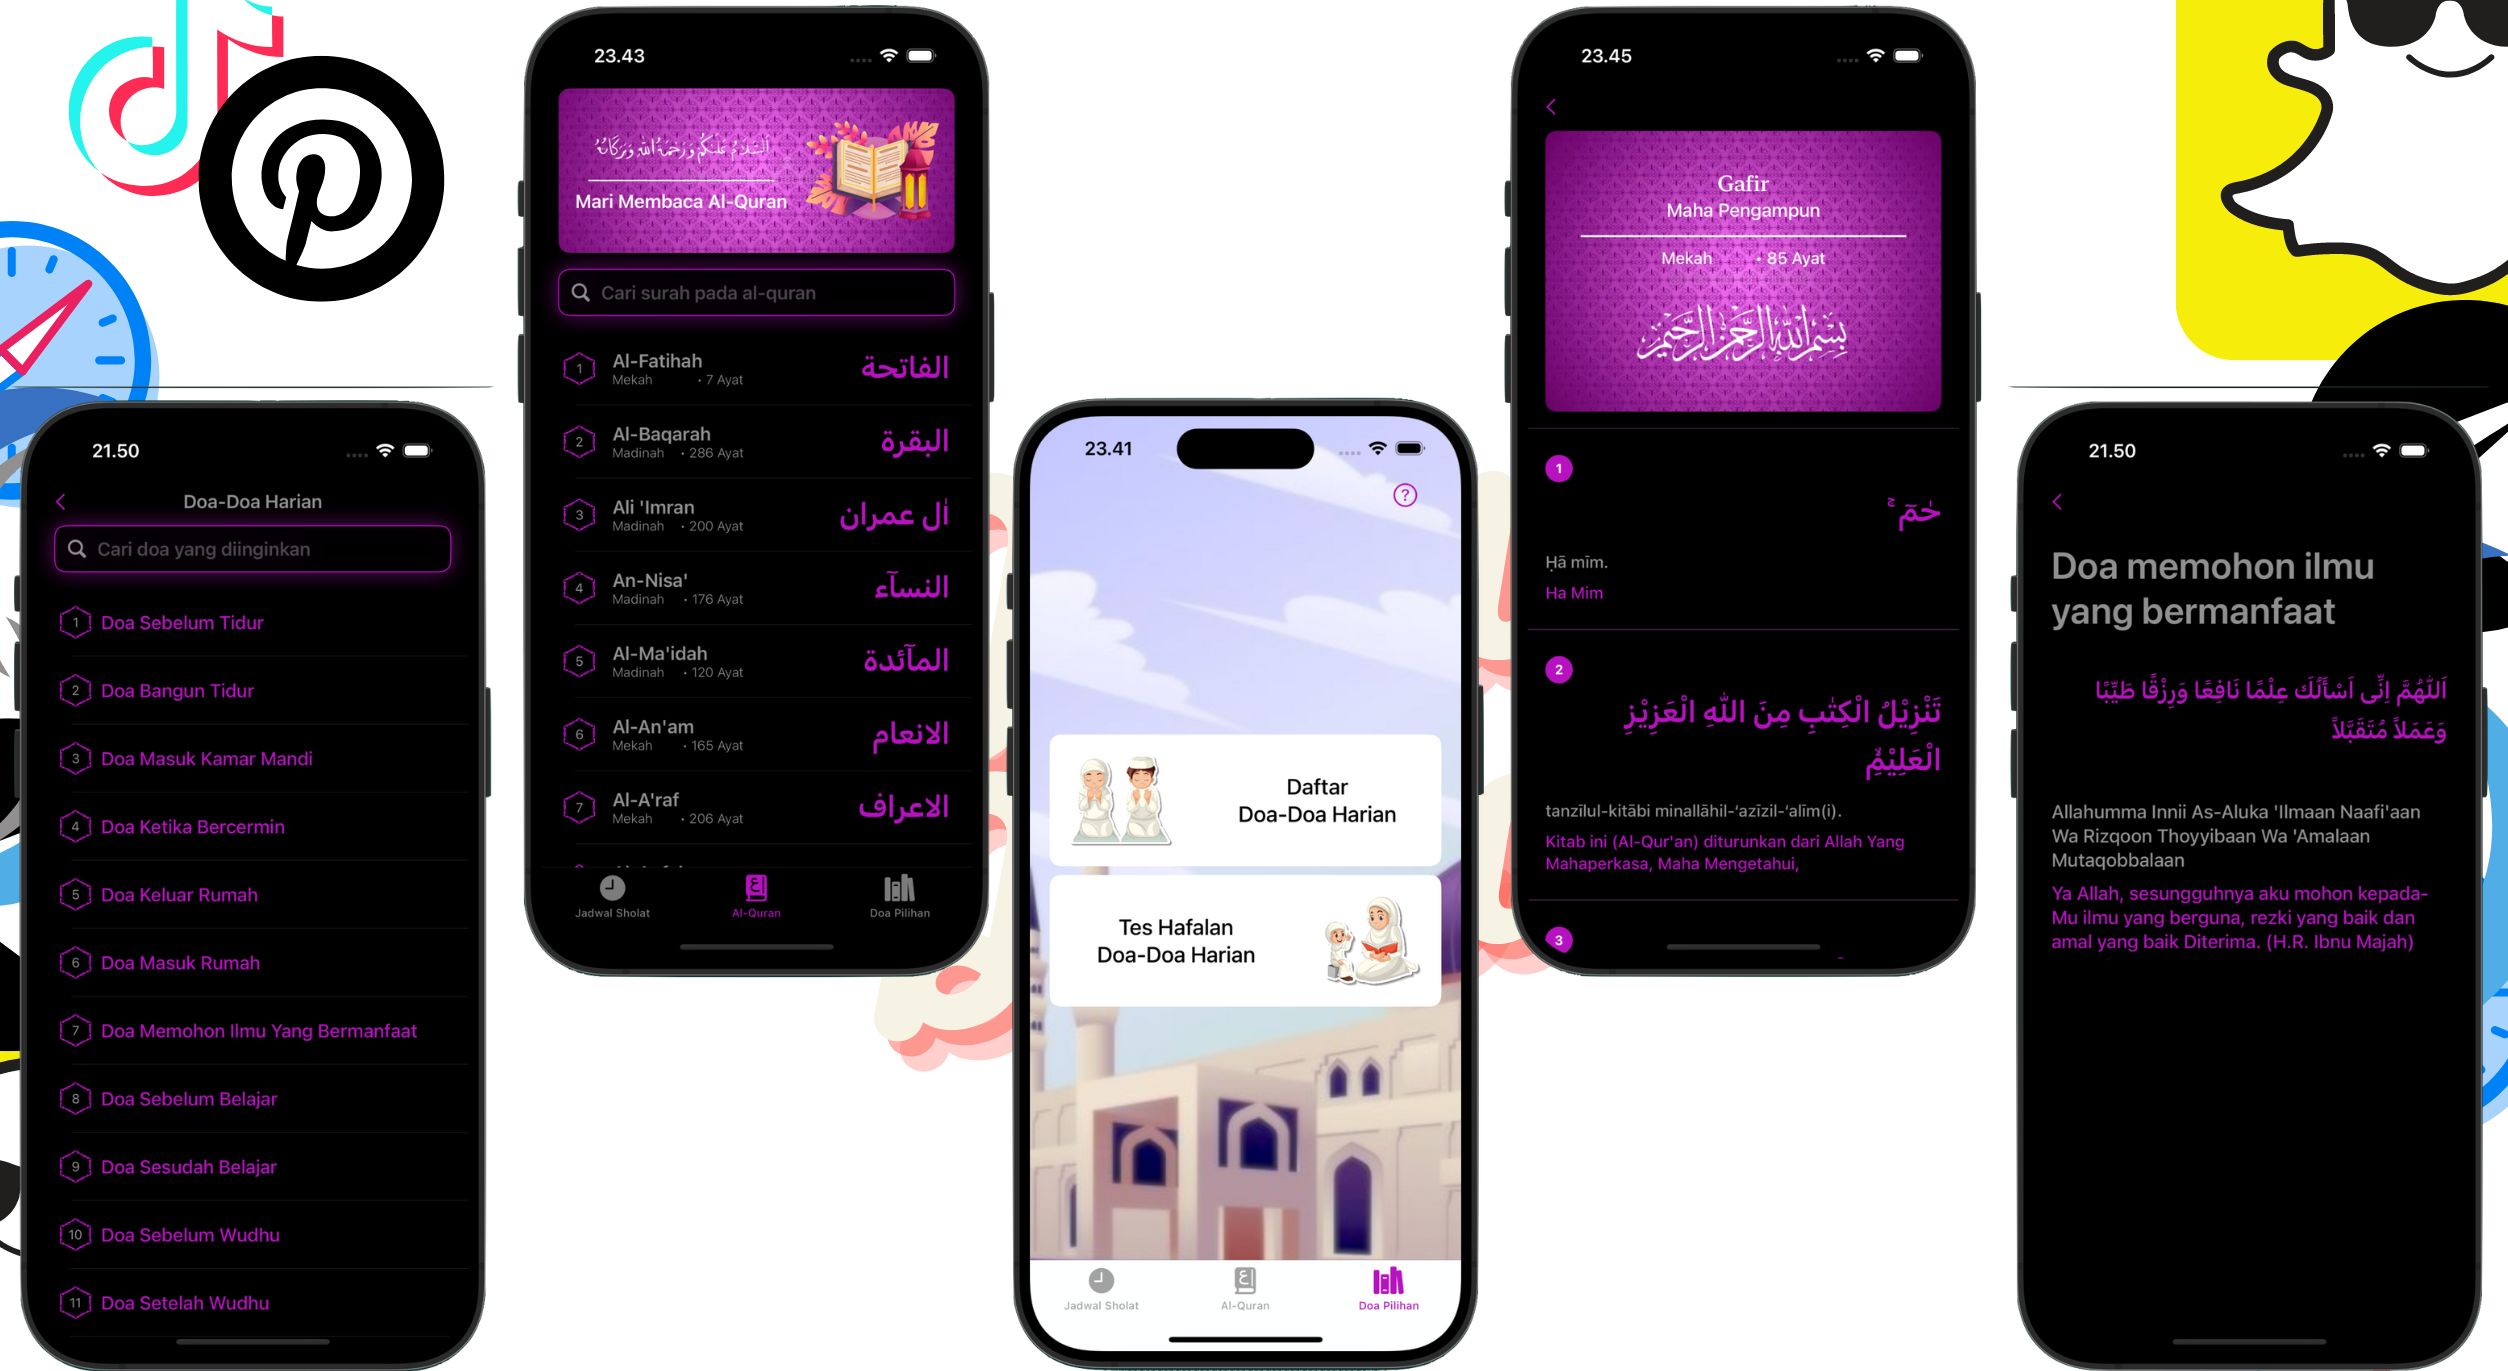 21.50
Doa-Doa Harian
Cari doa yang diinginkan
1 Doa Sebelum Tidur
2 Doa Bangun Tidur
3 Doa Masuk Kamar Mandi
4 Doa Ketika Bercermin
5 Doa Keluar Rumah
6 Doa Masuk Rumah
7 Doa Memohon Ilmu Yang Bermanfaat
8 Doa Sebelum Belajar
9 Doa Sesudah Belajar
10 Doa Sebelum Wudhu
11 Doa Setelah Wudhu
23.43
اَلسَّلَامُ عَلَيْكُمْ وَرَحْمَةُ اللهِ وَبَرَكَاتُهُ
Mari Membaca Al-Quran
Cari surah pada al-quran
1 Al-Fatihah الفاتحة
Mekah • 7 Ayat
2 Al-Baqarah البقرة
Madinah • 286 Ayat
3 Ali 'Imran اٰل عمران
Madinah • 200 Ayat
4 An-Nisa' النسآء
Madinah • 176 Ayat
5 Al-Ma'idah المآئدة
Madinah • 120 Ayat
6 Al-An'am الانعام
Mekah • 165 Ayat
7 Al-A'raf الاعراف
Mekah • 206 Ayat
Jadwal Sholat Al-Quran Doa Pilihan
23.41
?
Daftar
Doa-Doa Harian
Tes Hafalan
Doa-Doa Harian
Jadwal Sholat Al-Quran Doa Pilihan
23.45
Gafir
Maha Pengampun
Mekah • 85 Ayat
بِسْمِ اللهِ الرَّحْمٰنِ الرَّحِيْمِ
1
حٰمۤ ۚ
Ḥā mīm.
Ha Mim
2
تَنْزِيْلُ الْكِتٰبِ مِنَ اللّٰهِ الْعَزِيْزِ
الْعَلِيْمِۙ
tanzīlul-kitābi minallāhil-‘azīzil-‘alīm(i).
Kitab ini (Al-Qur'an) diturunkan dari Allah Yang
Mahaperkasa, Maha Mengetahui,
3
21.50
Doa memohon ilmu
yang bermanfaat
اَللّٰهُمَّ اِنِّى اَسْأَلُكَ عِلْمًا نَافِعًا وَرِزْقًا طَيِّبًا
وَعَمَلاً مُتَقَبَّلاً
Allahumma Innii As-Aluka 'Ilmaan Naafi'aan
Wa Rizqoon Thoyyibaan Wa 'Amalaan
Mutaqobbalaan
Ya Allah, sesungguhnya aku mohon kepada-
Mu ilmu yang berguna, rezki yang baik dan
amal yang baik Diterima. (H.R. Ibnu Majah)